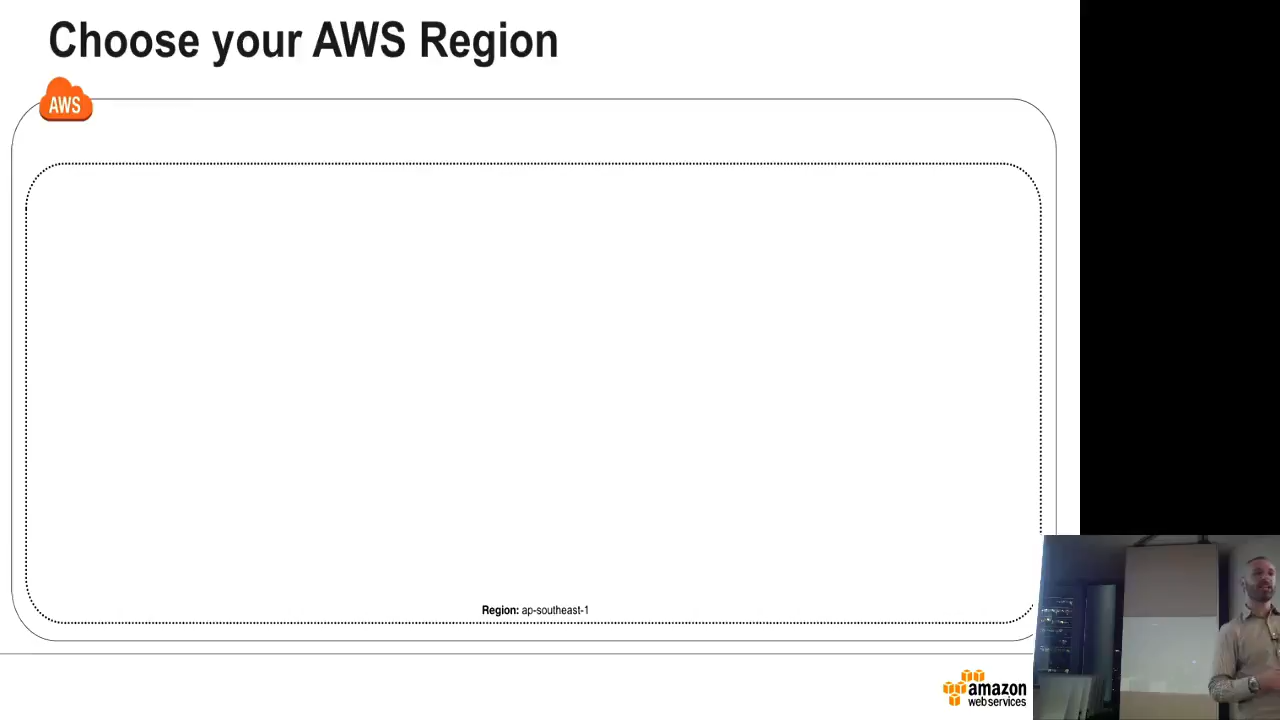 Choose your AWS Region
AWS
Region: ap-southeast-1
amazon
web services